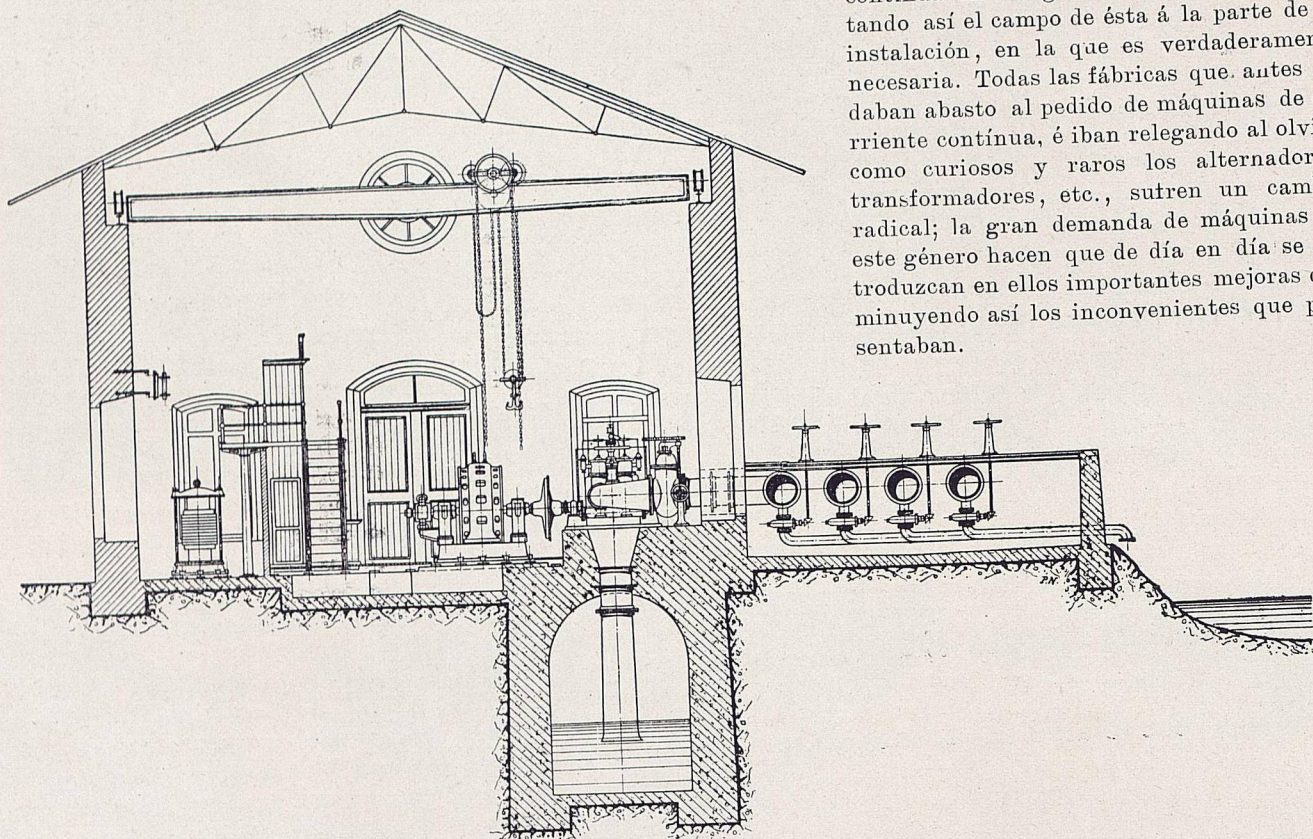 tando así el campo de ésta á la parte de
instalación, en la que es verdaderamen
necesaria. Todas las fábricas que antes
daban abasto al pedido de máquinas de
rriente contínua, é iban relegando al olvi
como curiosos y raros los alternador
transformadores, etc., sufren un cam
radical; la gran demanda de máquinas
este género hacen que de día en día se
troduzcan en ellos importantes mejoras
minuyendo así los inconvenientes que p
sentaban.
P.N